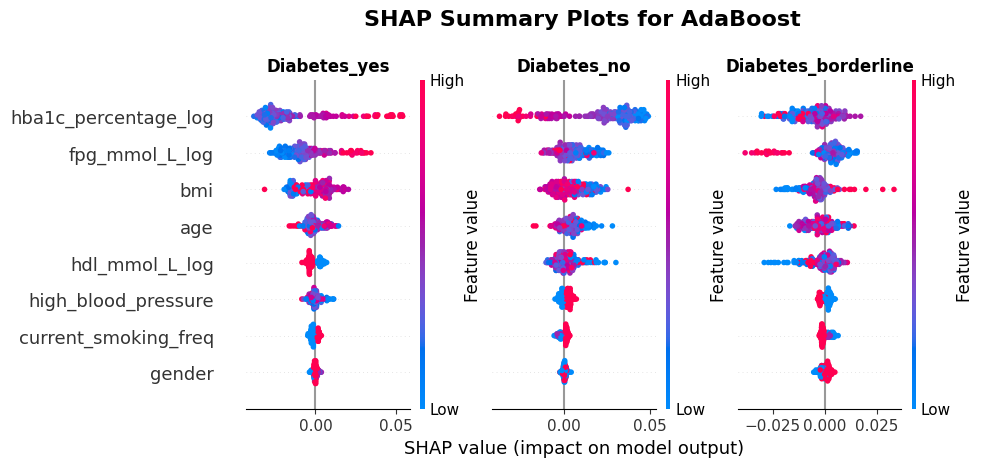 SHAP Summary Plots for AdaBoost
Diabetes_yes
Diabetes_no
Diabetes_borderline
High
High
High
hba1c_percentage_log
fpg_mmol_L_log
bmi
age
hdl_mmol_L_log
high_blood_pressure
current_smoking_freq
gender
Feature value
Feature value
Feature value
Low
Low
Low
0.00 0.05
0.00 0.05
−0.025 0.000 0.025
SHAP value (impact on model output)